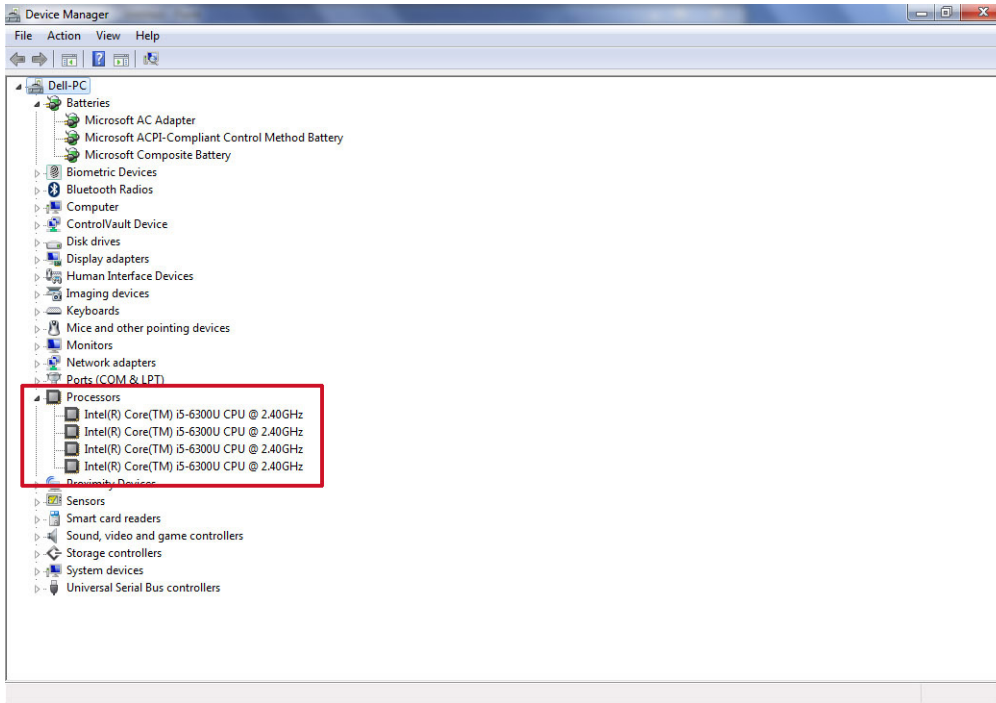 Device Manager
File Action View Help
Dell-PC
Batteries
Microsoft AC Adapter
Microsoft ACPI-Compliant Control Method Battery
Microsoft Composite Battery
Biometric Devices
Bluetooth Radios
Computer
ControlVault Device
Disk drives
Display adapters
Human Interface Devices
Imaging devices
Keyboards
Mice and other pointing devices
Monitors
Network adapters
Ports (COM & LPT)
Processors
Intel(R) Core(TM) i5-6300U CPU @ 2.40GHz
Intel(R) Core(TM) i5-6300U CPU @ 2.40GHz
Intel(R) Core(TM) i5-6300U CPU @ 2.40GHz
Intel(R) Core(TM) i5-6300U CPU @ 2.40GHz
Proximity Devices
Sensors
Smart card readers
Sound, video and game controllers
Storage controllers
System devices
Universal Serial Bus controllers